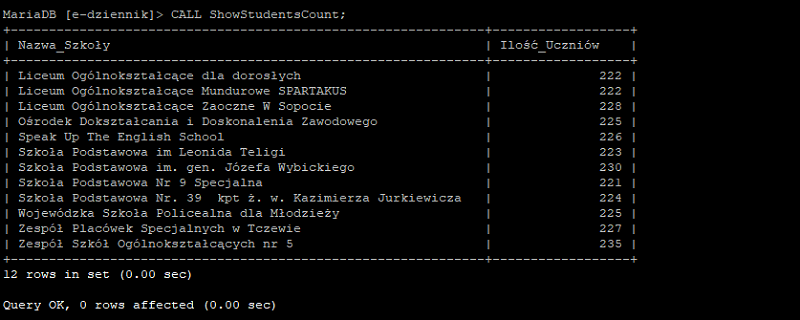 MariaDB [e-dziennik]> CALL ShowStudentsCount;
+--------------------------------------------------------------+------------------+
| Nazwa_Szkoły | Ilość_Uczniów |
+--------------------------------------------------------------+------------------+
| Liceum Ogólnokształcące dla dorosłych | 222 |
| Liceum Ogólnokształcące Mundurowe SPARTAKUS | 222 |
| Liceum Ogólnokształcące Zaoczne W Sopocie | 228 |
| Ośrodek Dokształcania i Doskonalenia Zawodowego | 225 |
| Speak Up The English School | 226 |
| Szkoła Podstawowa im Leonida Teligi | 223 |
| Szkoła Podstawowa im. gen. Józefa Wybickiego | 230 |
| Szkoła Podstawowa Nr 9 Specjalna | 221 |
| Szkoła Podstawowa Nr. 39  kpt ż. w. Kazimierza Jurkiewicza | 224 |
| Wojewódzka Szkoła Policealna dla Młodzieży | 225 |
| Zespół Placówek Specjalnych w Tczewie | 227 |
| Zespół Szkół Ogólnokształcących nr 5 | 235 |
+--------------------------------------------------------------+------------------+
12 rows in set (0.00 sec)
Query OK, 0 rows affected (0.00 sec)